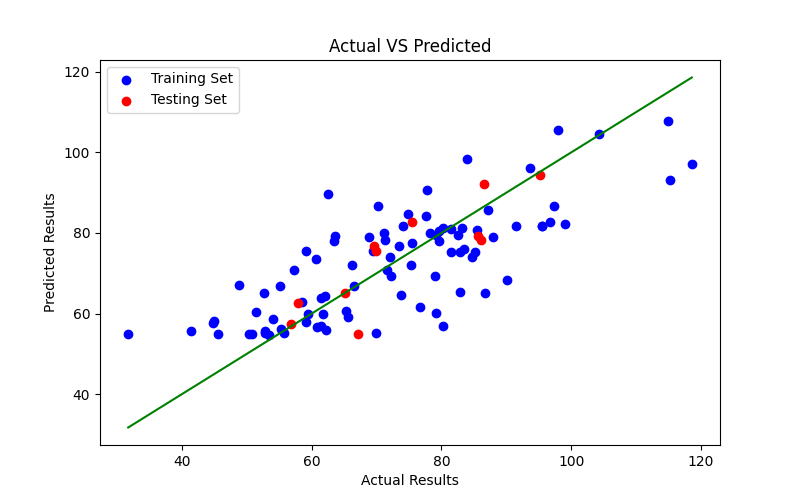 Actual VS Predicted
Training Set
Testing Set
Predicted Results
120
100
80
60
40
40 60 80 100 120
Actual Results